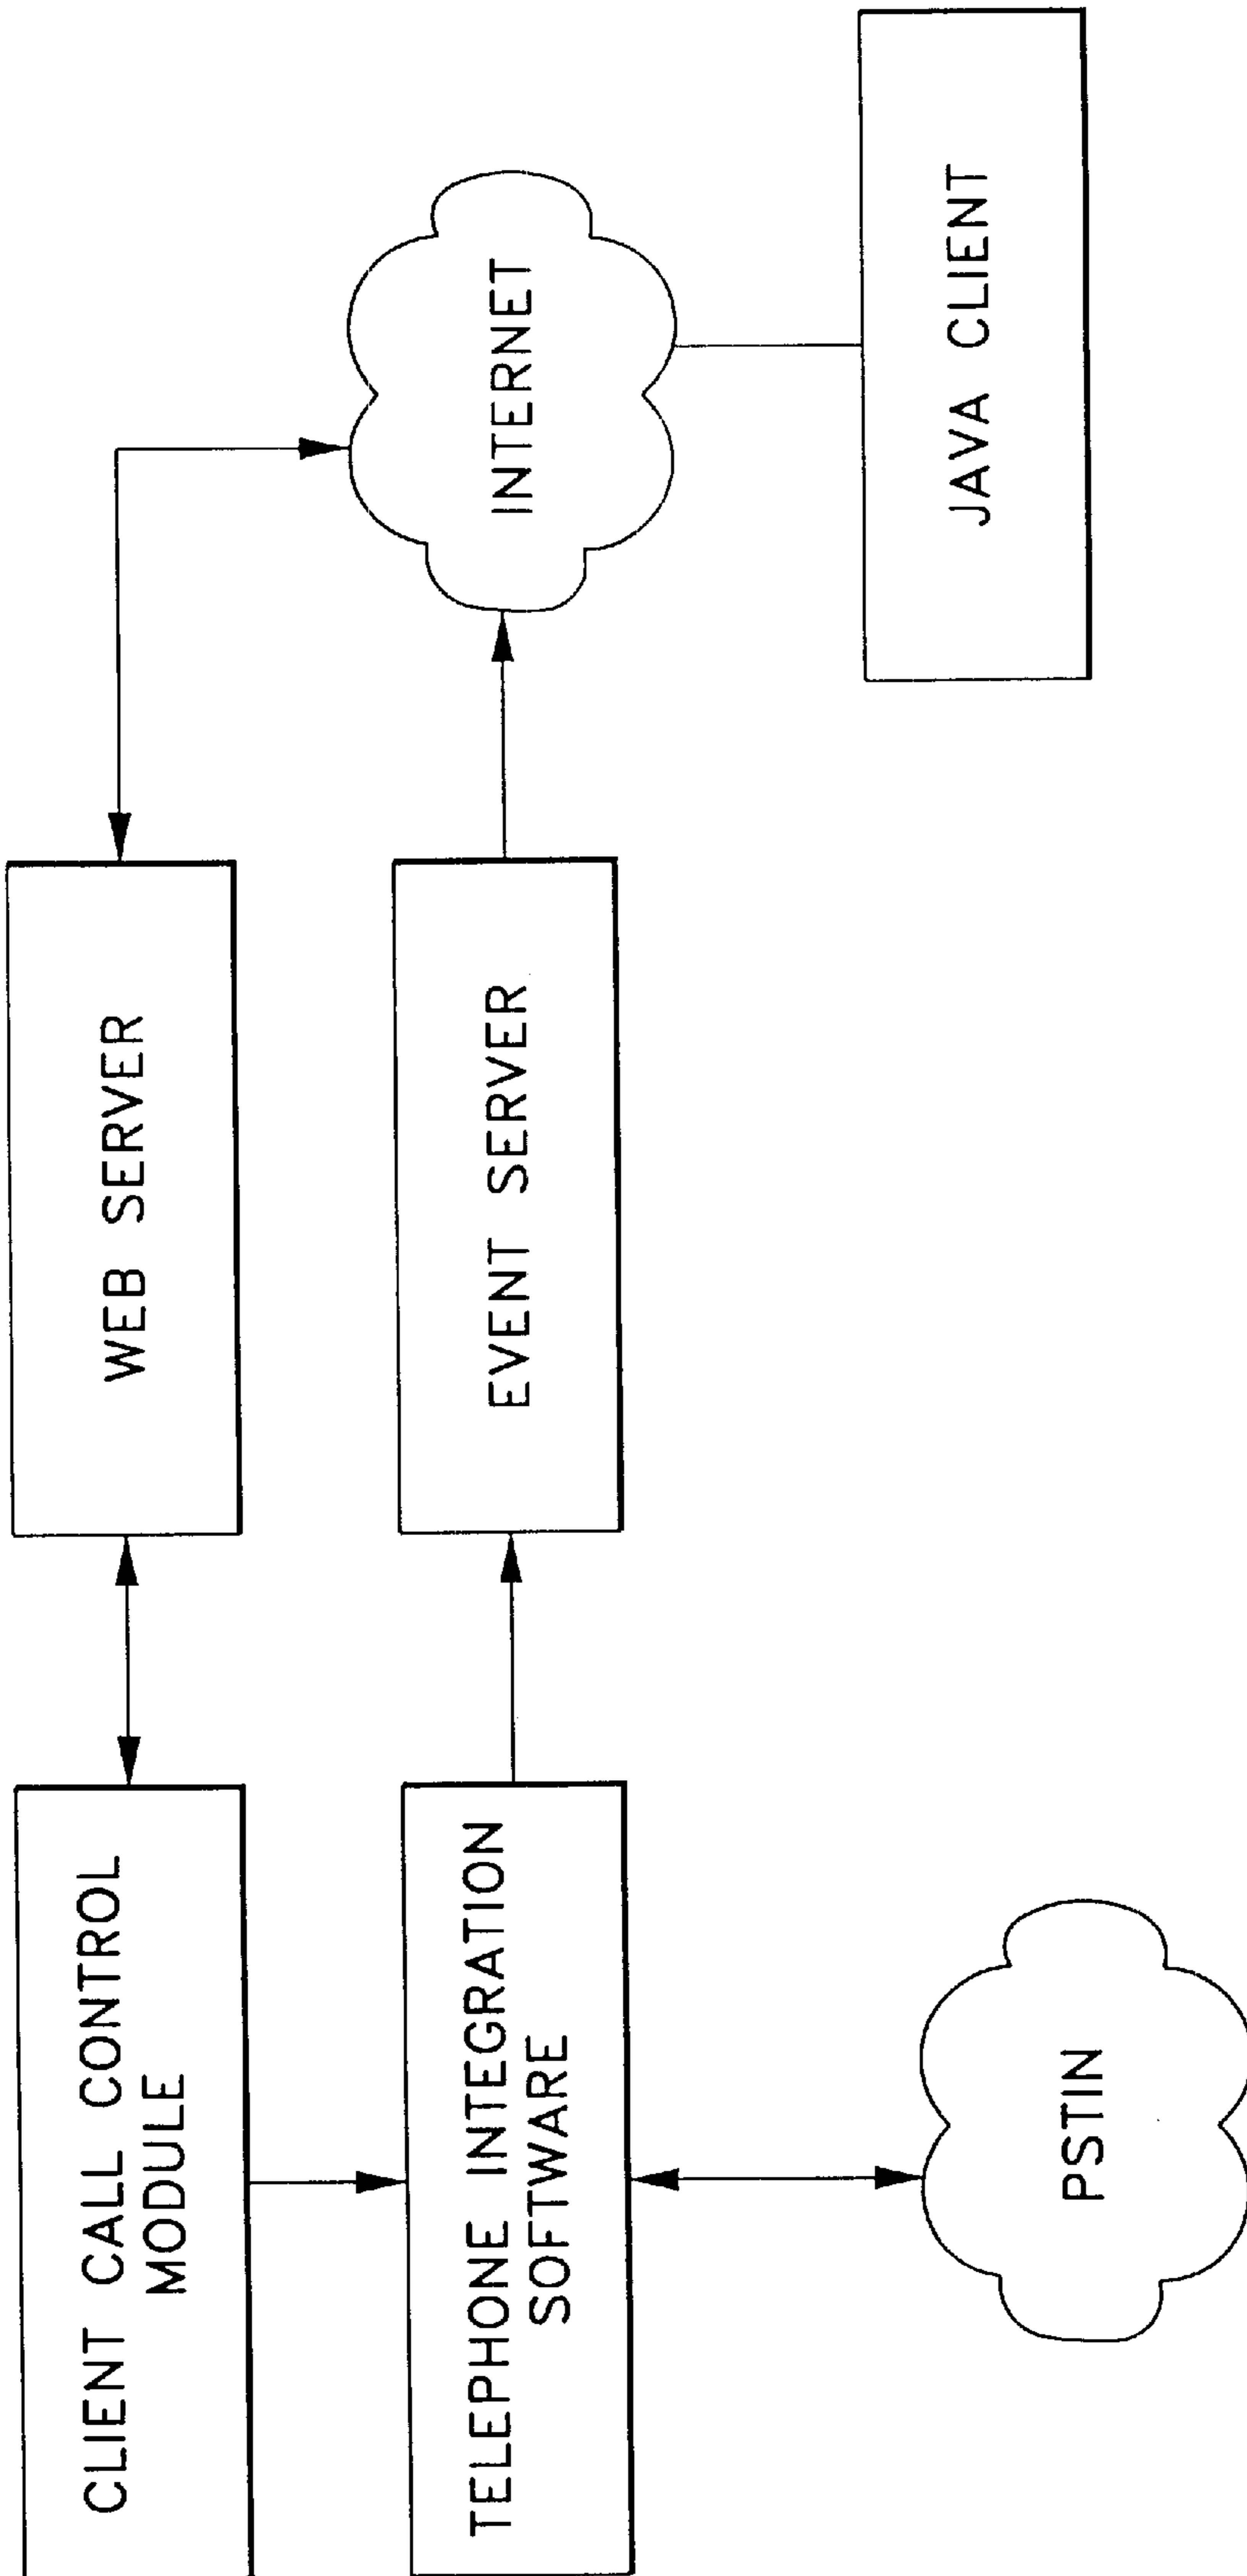 CLIENT CALL CONTROL
MODULE
WEB SERVER
TELEPHONE INTEGRATION
SOFTWARE
EVENT SERVER
INTERNET
PSTIN
JAVA CLIENT